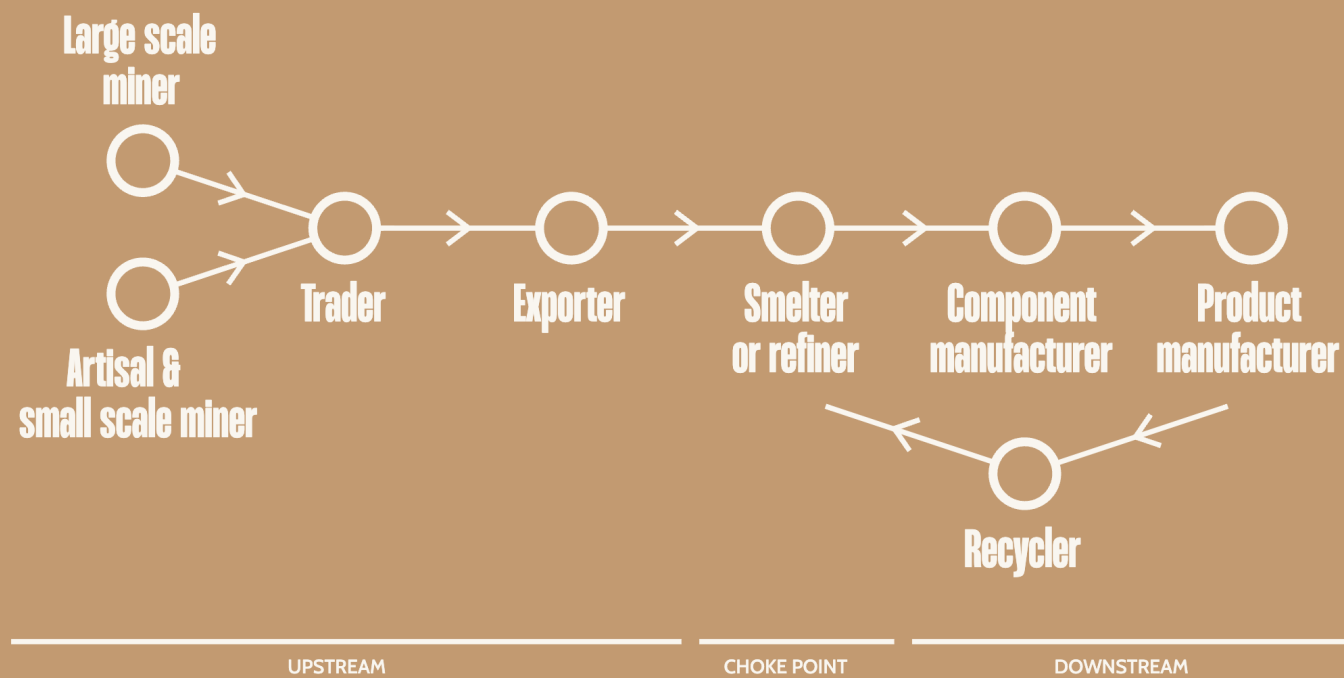 Large scale
miner
Artisal &
small scale miner
Trader
Exporter
Smelter
or refiner
Component
manufacturer
Product
manufacturer
Recycler
UPSTREAM
CHOKE POINT
DOWNSTREAM